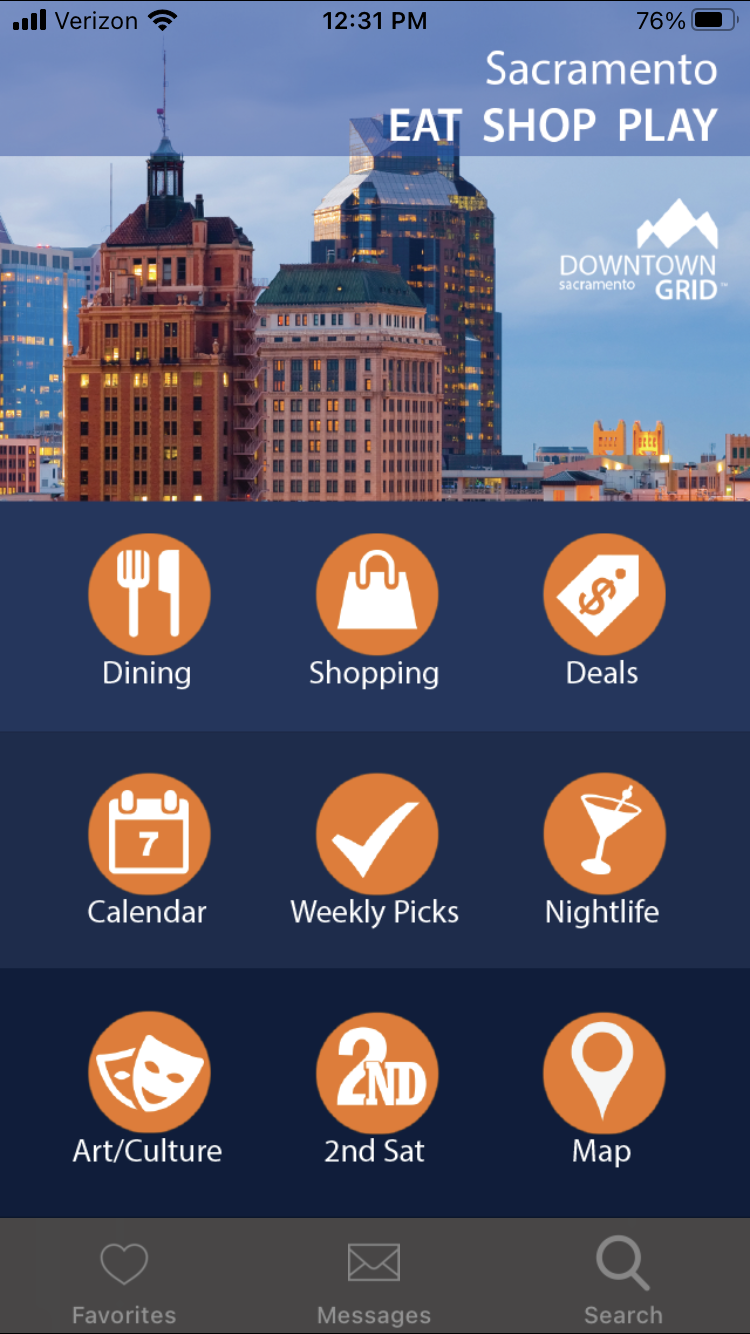 Verizon 12:31 PM 76%
Sacramento
EAT SHOP PLAY
DOWNTOWN
sacramento GRID™
$
Dining Shopping Deals
7
Calendar Weekly Picks Nightlife
2ND
Art/Culture 2nd Sat Map
Favorites Messages Search